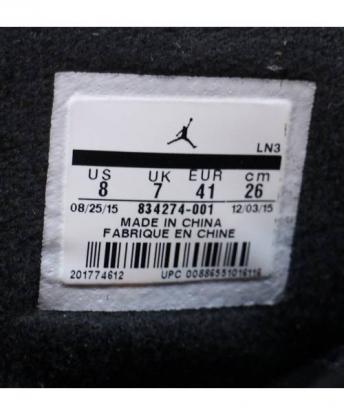 LN3
US UK EUR cm
8 7 41 26
08/25/15 834274-001 12/03/15
MADE IN CHINA
FABRIQUE EN CHINE
201774612 UPC 00886551016116